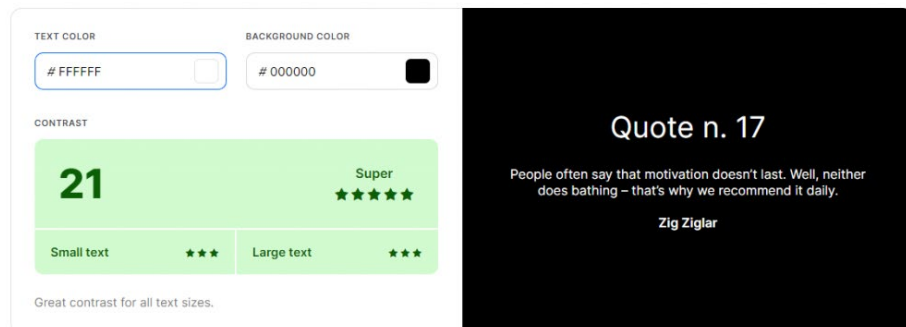 TEXT COLOR
BACKGROUND COLOR
# FFFFFF
# 000000
CONTRAST
21
Super
Small text
Large text
Great contrast for all text sizes.
Quote n. 17
People often say that motivation doesn’t last. Well, neither
does bathing – that’s why we recommend it daily.
Zig Ziglar